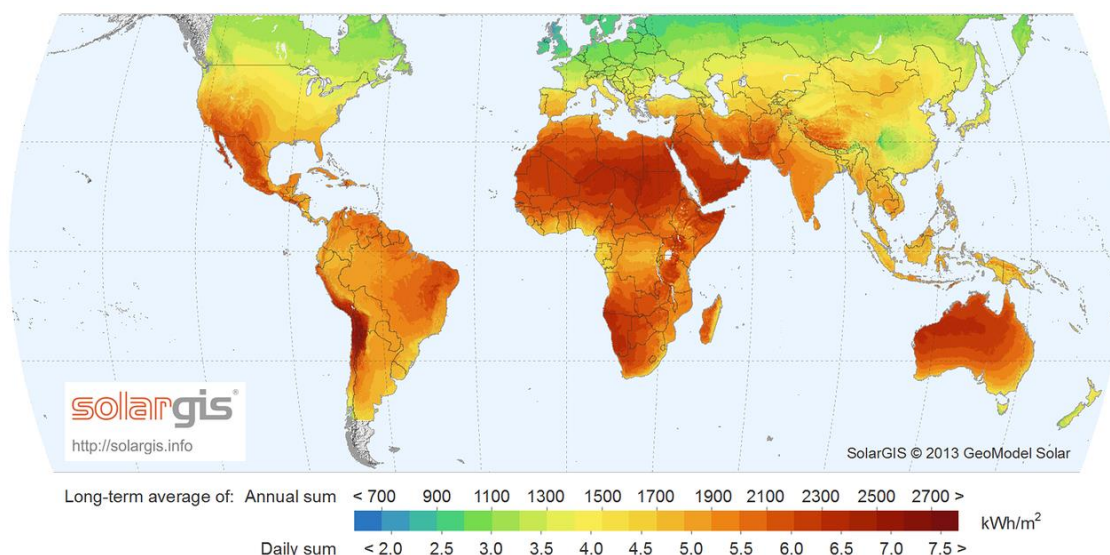 solargis®
http://solargis.info
SolarGIS © 2013 GeoModel Solar
Long-term average of: Annual sum < 700 900 1100 1300 1500 1700 1900 2100 2300 2500 2700 >
kWh/m²
Daily sum < 2.0 2.5 3.0 3.5 4.0 4.5 5.0 5.5 6.0 6.5 7.0 7.5 >